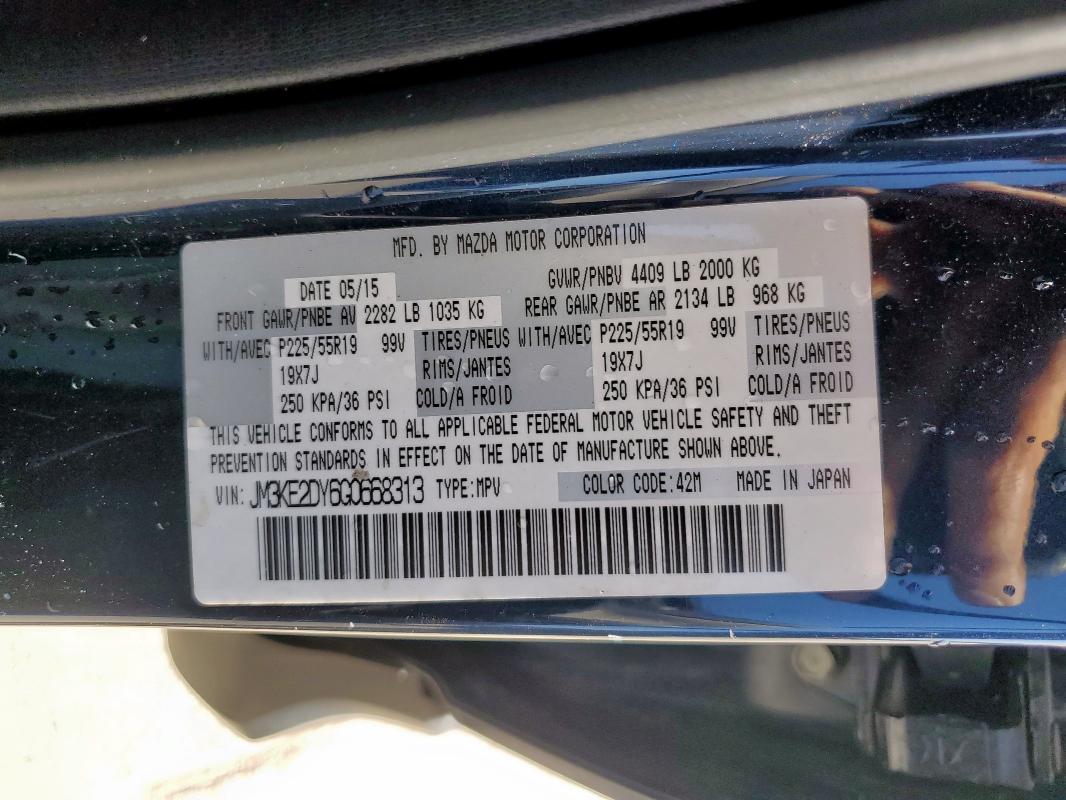 MFD. BY MAZDA MOTOR CORPORATION
DATE 05/15 GVWR/PNBV 4409 LB 2000 KG
FRONT GAWR/PNBE AV 2282 LB 1035 KG REAR GAWR/PNBE AR 2134 LB 968 KG
WITH/AVEC P225/55R19 99V TIRES/PNEUS WITH/AVEC P225/55R19 99V TIRES/PNEUS
19X7J RIMS/JANTES 19X7J RIMS/JANTES
250 KPA/36 PSI COLD/A FROID 250 KPA/36 PSI COLD/A FROID
THIS VEHICLE CONFORMS TO ALL APPLICABLE FEDERAL MOTOR VEHICLE SAFETY AND THEFT
PREVENTION STANDARDS IN EFFECT ON THE DATE OF MANUFACTURE SHOWN ABOVE.
VIN: JM3KE2DY6G0668313 TYPE:MPV COLOR CODE:42M MADE IN JAPAN